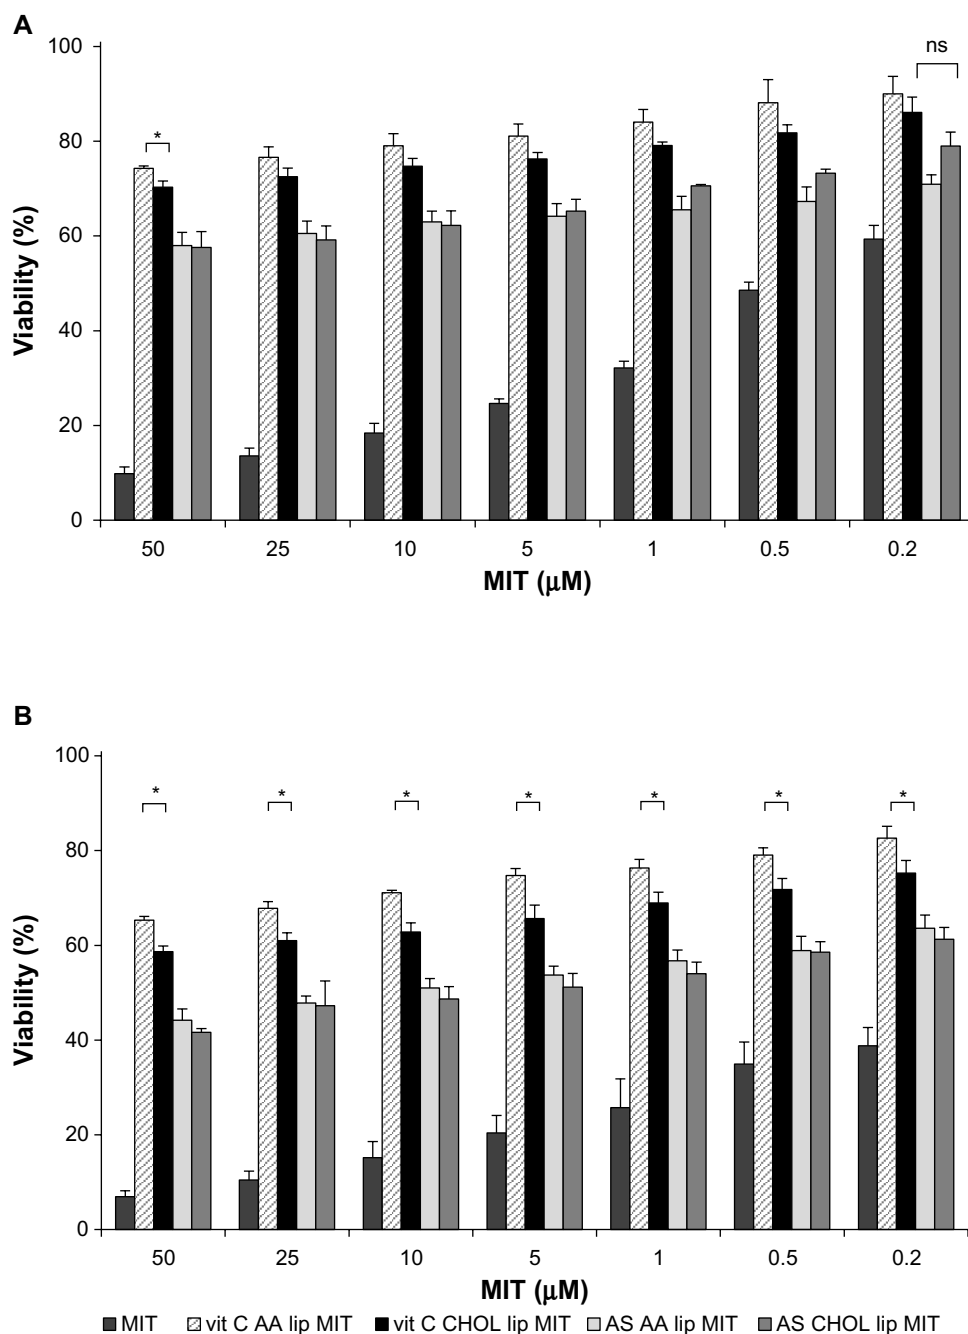 A
100
80
60
40
20
0
Viability (%)
*
ns
50 25 10 5 1 0.5 0.2
MIT (µM)
B
100
80
60
40
20
0
Viability (%)
* * * * * * *
50 25 10 5 1 0.5 0.2
MIT (µM)
MIT vit C AA lip MIT vit C CHOL lip MIT AS AA lip MIT AS CHOL lip MIT